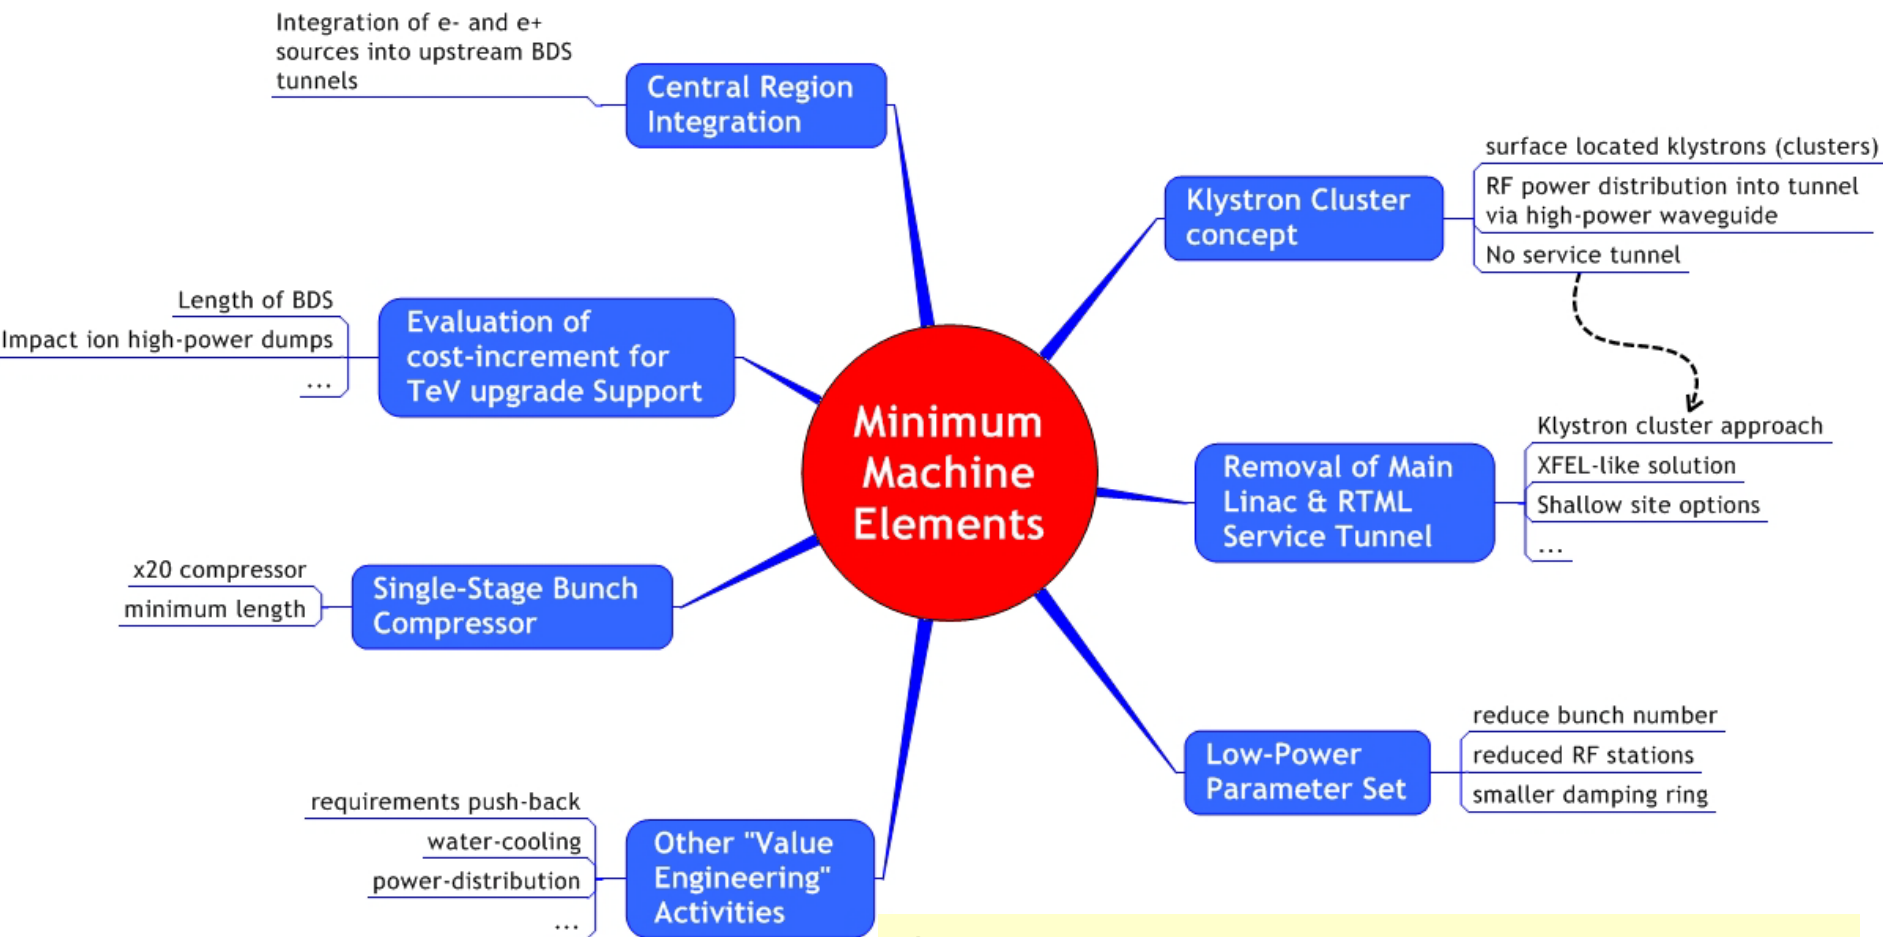 Integration of e- and e+
sources into upstream BDS
tunnels
Central Region
Integration
Klystron Cluster
concept
surface located klystrons (clusters)
RF power distribution into tunnel
via high-power waveguide
No service tunnel
Length of BDS
Impact ion high-power dumps
...
Evaluation of
cost-increment for
TeV upgrade Support
Minimum
Machine
Elements
Removal of Main
Linac & RTML
Service Tunnel
Klystron cluster approach
XFEL-like solution
Shallow site options
...
x20 compressor
minimum length
Single-Stage Bunch
Compressor
Low-Power
Parameter Set
reduce bunch number
reduced RF stations
smaller damping ring
requirements push-back
water-cooling
power-distribution
...
Other "Value
Engineering"
Activities